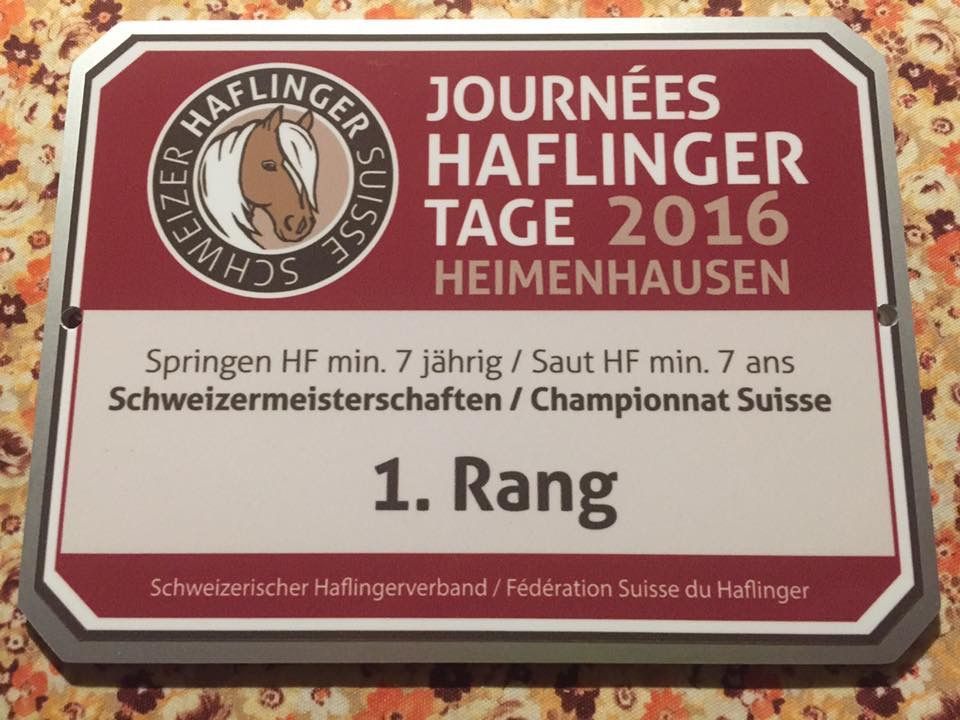 SCHWEIZER HAFLINGER SUISSE SCHWEIZER
JOURNÉES
HAFLINGER
TAGE 2016
HEIMENHAUSEN
Springen HF min. 7 jährig / Saut HF min. 7 ans
Schweizermeisterschaften / Championnat Suisse
1. Rang
Schweizerischer Haflingerverband / Fédération Suisse du Haflinger